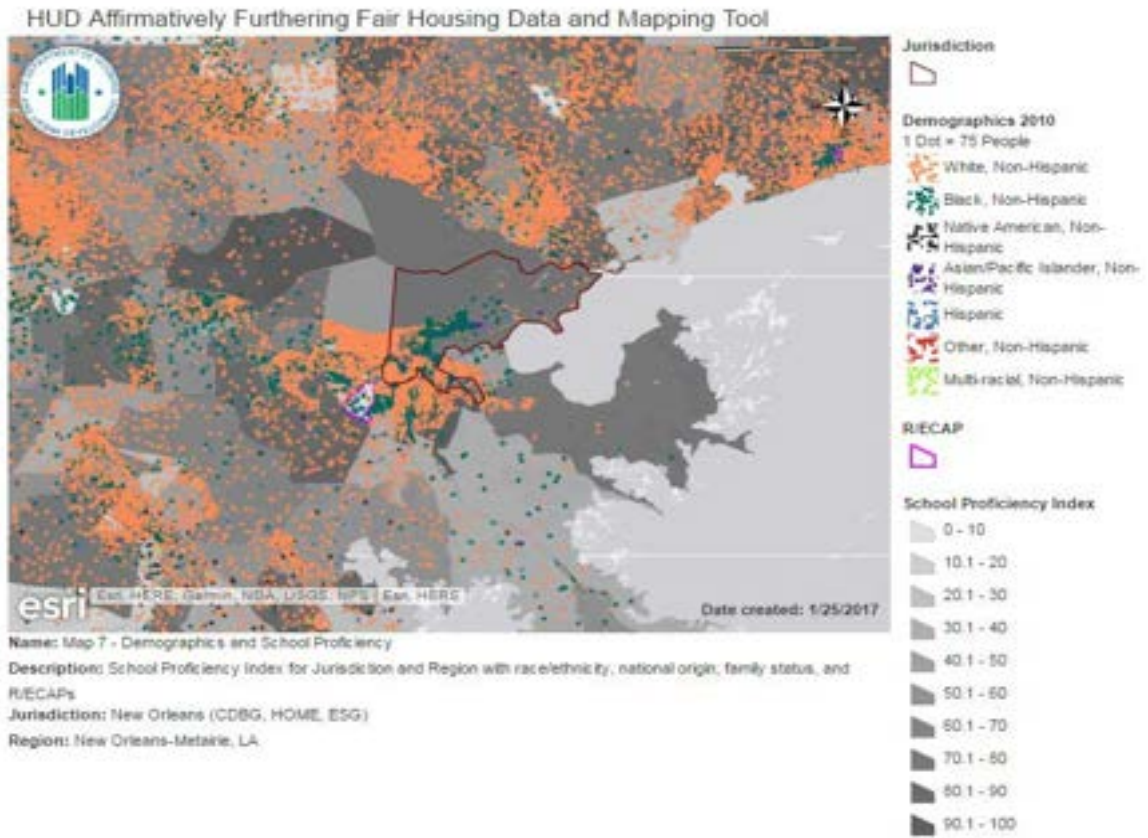 HUD Affirmatively Furthering Fair Housing Data and Mapping Tool
Jurisdiction
Demographics 2010
1 Dot = 75 People
White, Non-Hispanic
Black, Non-Hispanic
Native American, Non-
Hispanic
Asian/Pacific Islander, Non-
Hispanic
Hispanic
Other, Non-Hispanic
Multi-racial, Non-Hispanic
R/ECAP
School Proficiency Index
0 - 10
10.1 - 20
20.1 - 30
30.1 - 40
40.1 - 50
50.1 - 60
60.1 - 70
70.1 - 80
80.1 - 90
90.1 - 100
esri
Esri, HERE, Garmin, NGA, USGS, NPS | Esri, HERE
Date created: 1/25/2017
Name: Map 7 - Demographics and School Proficiency
Description: School Proficiency Index for Jurisdiction and Region with race/ethnicity, national origin, family status, and
R/ECAPs
Jurisdiction: New Orleans (CDBG, HOME, ESG)
Region: New Orleans-Metairie, LA